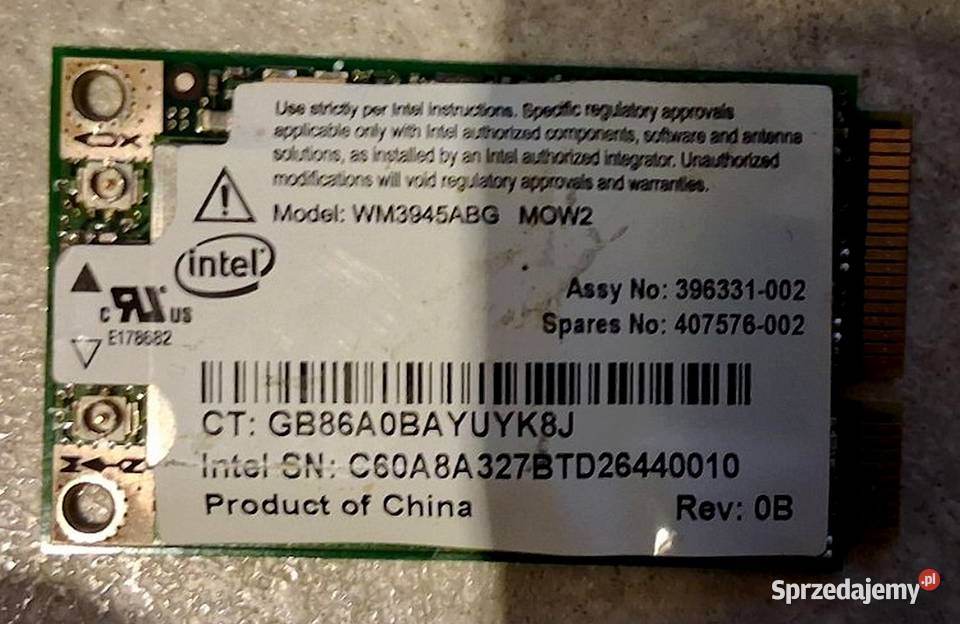 Use strictly per Intel instructions. Specific regulatory approvals
applicable only with Intel authorized components, software and antenna
solutions, as installed by an Intel authorized integrator. Unauthorized
modifications will void regulatory approvals and warranties.
Model: WM3945ABG MOW2
intel
Assy No: 396331-002
Spares No: 407576-002
c US
E178682
CT: GB86A0BAYUYK8J
Intel SN: C60A8A327BTD26440010
Product of China
Rev: 0B
AUX
MAIN
Sprzedajemy.pl